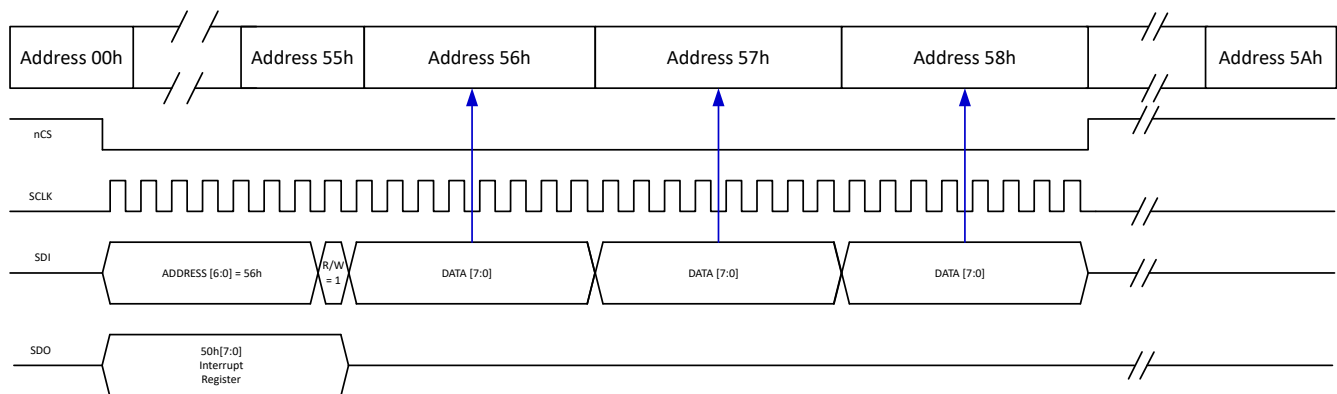 Address 00h
Address 55h
Address 56h
Address 57h
Address 58h
Address 5Ah
nCS
SCLK
SDI
ADDRESS [6:0] = 56h
R/W
= 1
DATA [7:0]
DATA [7:0]
DATA [7:0]
SDO
50h[7:0]
Interrupt
Register